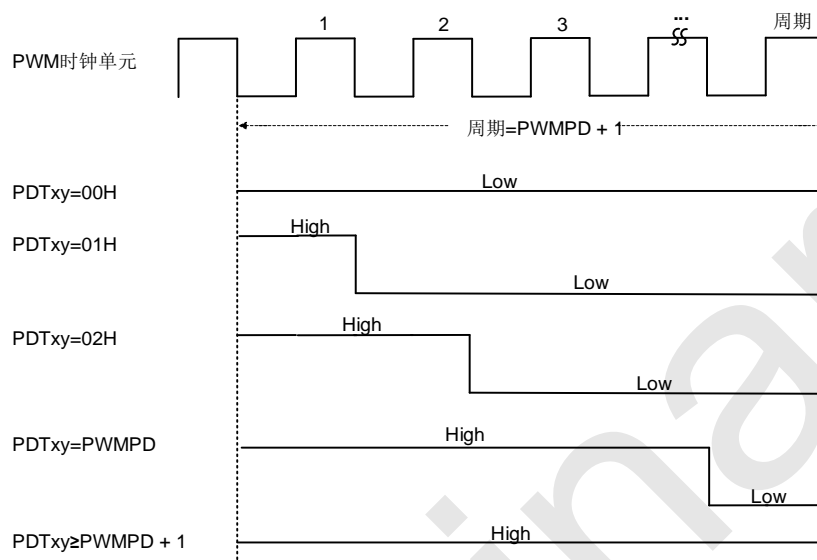 1 2 3 ... 周期
PWM时钟单元
周期=PWMPD + 1
PDTxy=00H Low
PDTxy=01H High Low
PDTxy=02H High Low
PDTxy=PWMPD High Low
PDTxy≥PWMPD + 1 High